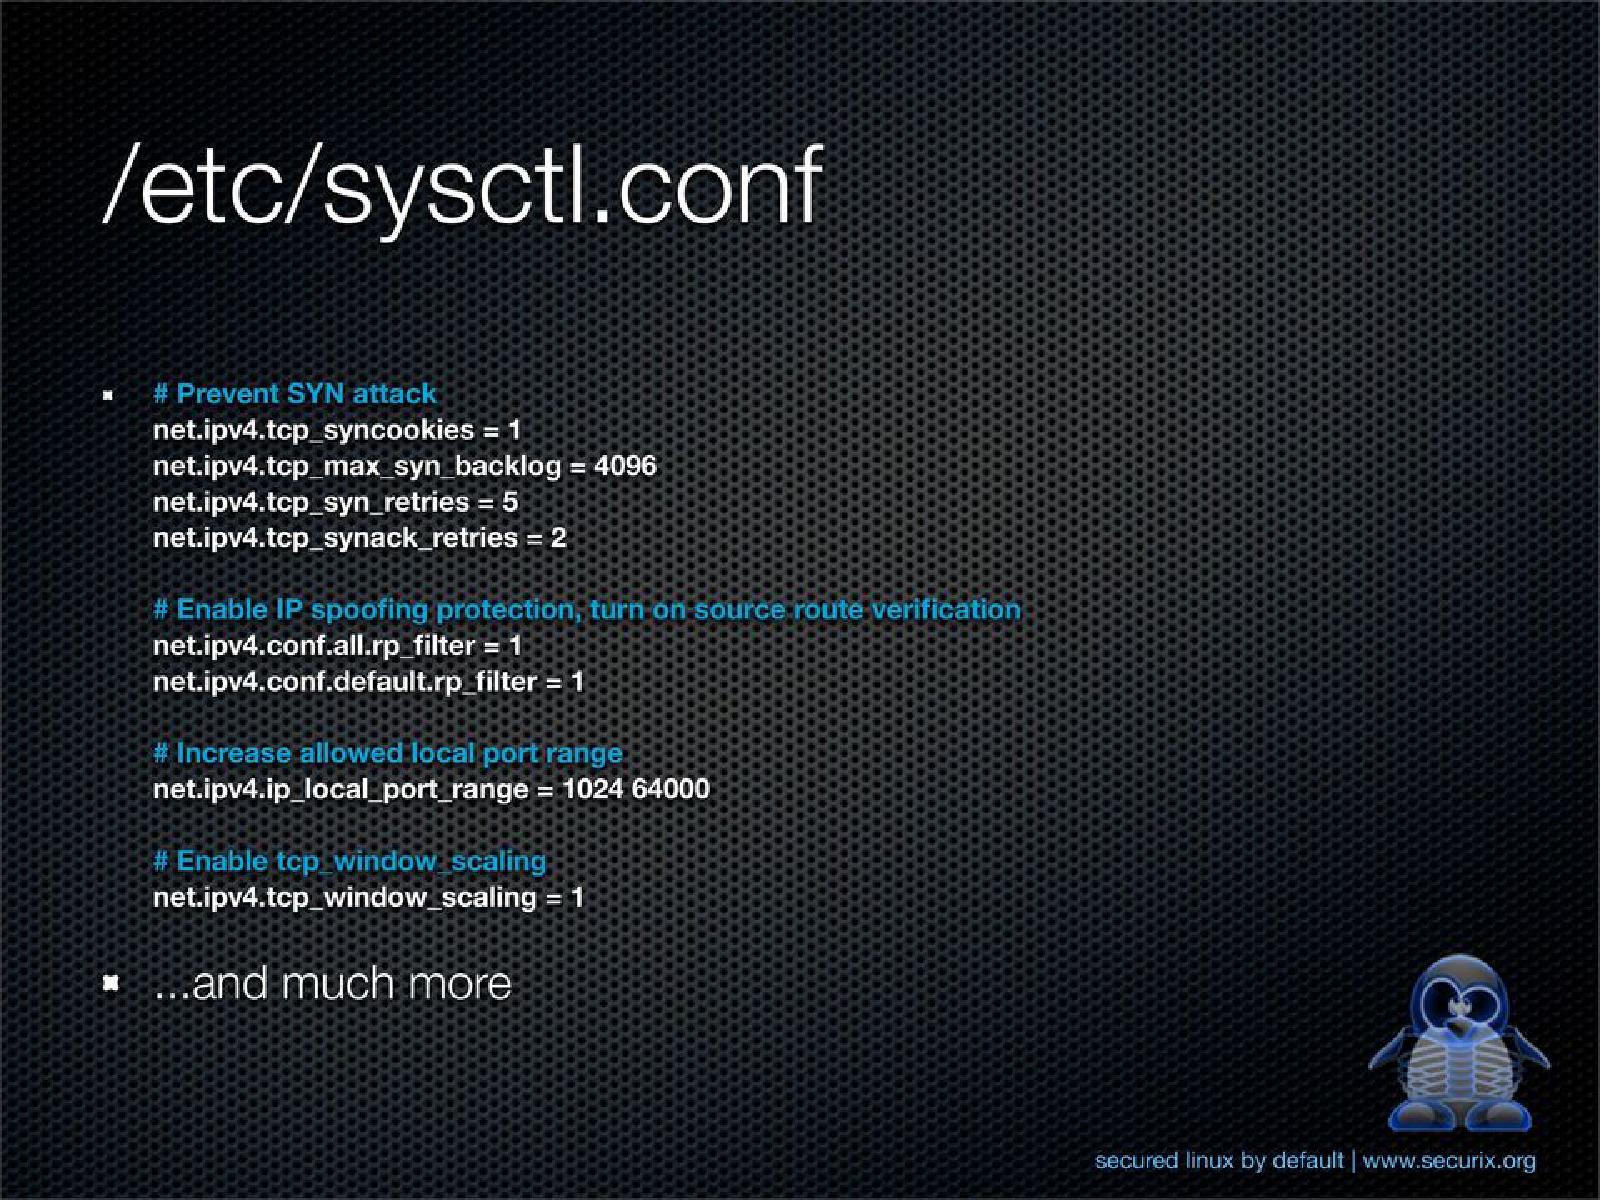 /etc/sysctl.conf
# Prevent SYN attack
net.ipv4.tcp_syncookies = 1
net.ipv4.tcp_max_syn_backlog = 4096
net.ipv4.tcp_syn_retries = 5
net.ipv4.tcp_synack_retries = 2
# Enable IP spoofing protection, turn on source route verification
net.ipv4.conf.all.rp_filter = 1
net.ipv4.conf.default.rp_filter = 1
# Increase allowed local port range
net.ipv4.ip_local_port_range = 1024 64000
# Enable tcp_window_scaling
net.ipv4.tcp_window_scaling = 1
...and much more
secured linux by default | www.securix.org